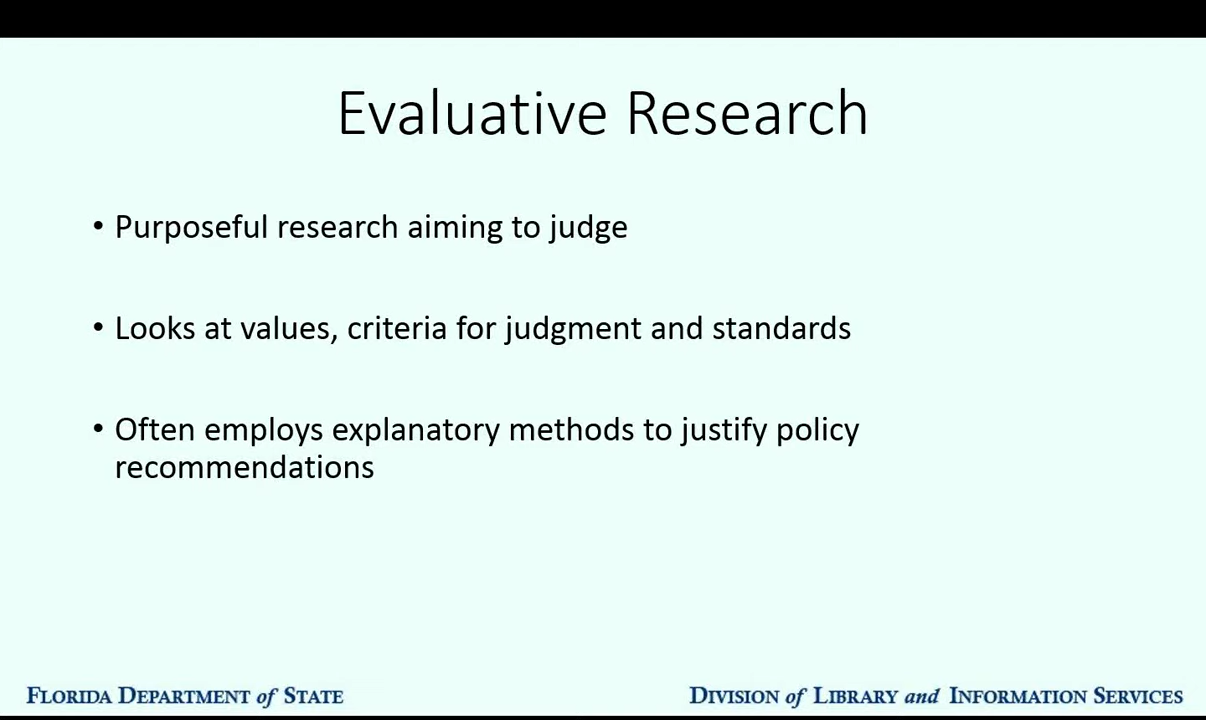 Evaluative Research
• Purposeful research aiming to judge
• Looks at values, criteria for judgment and standards
• Often employs explanatory methods to justify policy
recommendations
FLORIDA DEPARTMENT of STATE
DIVISION of LIBRARY and INFORMATION SERVICES